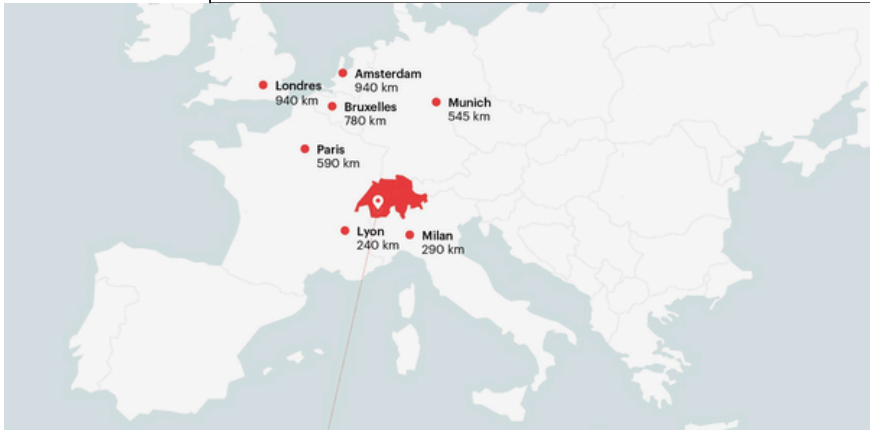 Amsterdam
940 km
Londres
940 km
Bruxelles
780 km
Munich
545 km
Paris
590 km
Lyon
240 km
Milan
290 km